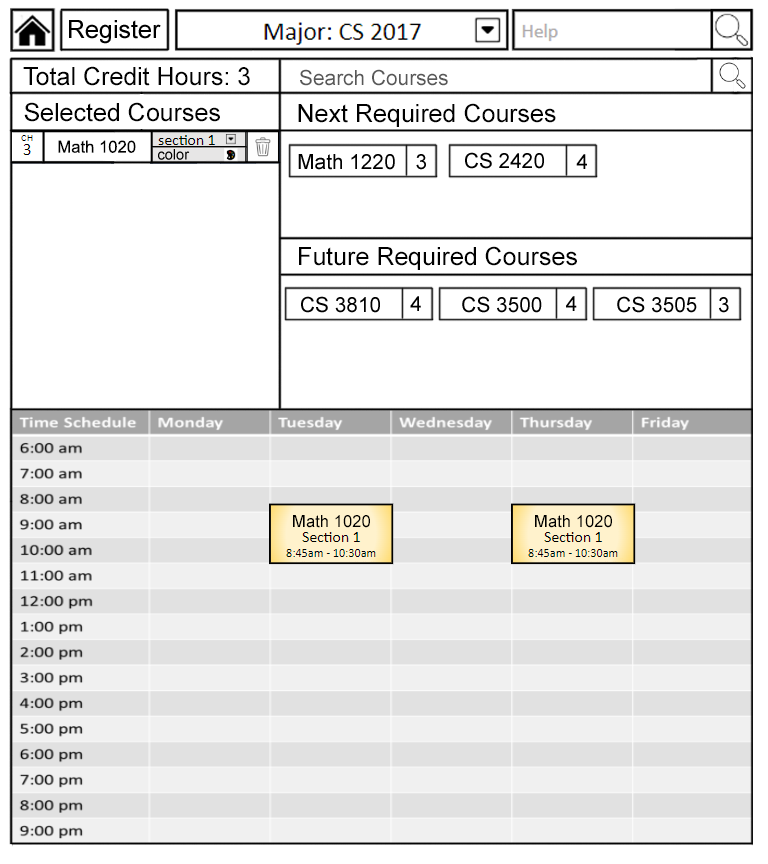 Register Major: CS 2017 Help
Total Credit Hours: 3 Search Courses
Selected Courses
CH
3 Math 1020 section 1
color
Next Required Courses
Math 1220 3 CS 2420 4
Future Required Courses
CS 3810 4 CS 3500 4 CS 3505 3
Time Schedule Monday Tuesday Wednesday Thursday Friday
6:00 am
7:00 am
8:00 am
9:00 am
10:00 am
11:00 am
12:00 pm
1:00 pm
2:00 pm
3:00 pm
4:00 pm
5:00 pm
6:00 pm
7:00 pm
8:00 pm
9:00 pm
Math 1020
Section 1
8:45am - 10:30am
Math 1020
Section 1
8:45am - 10:30am